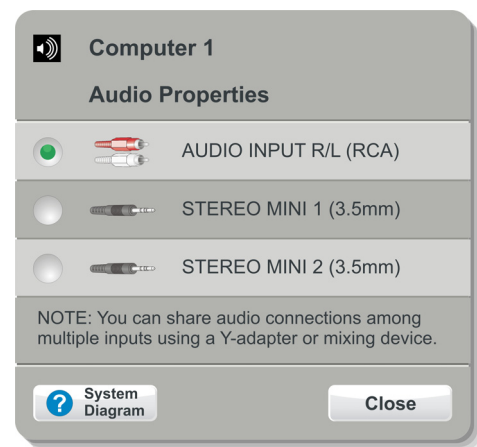 Computer 1
Audio Properties
AUDIO INPUT R/L (RCA)
STEREO MINI 1 (3.5mm)
STEREO MINI 2 (3.5mm)
NOTE: You can share audio connections among
multiple inputs using a Y-adapter or mixing device.
? System
Diagram
Close